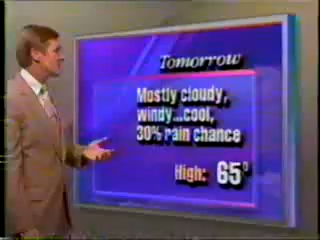 Tomorrow
Mostly cloudy,
windy...cool,
30% rain chance
High: 65°